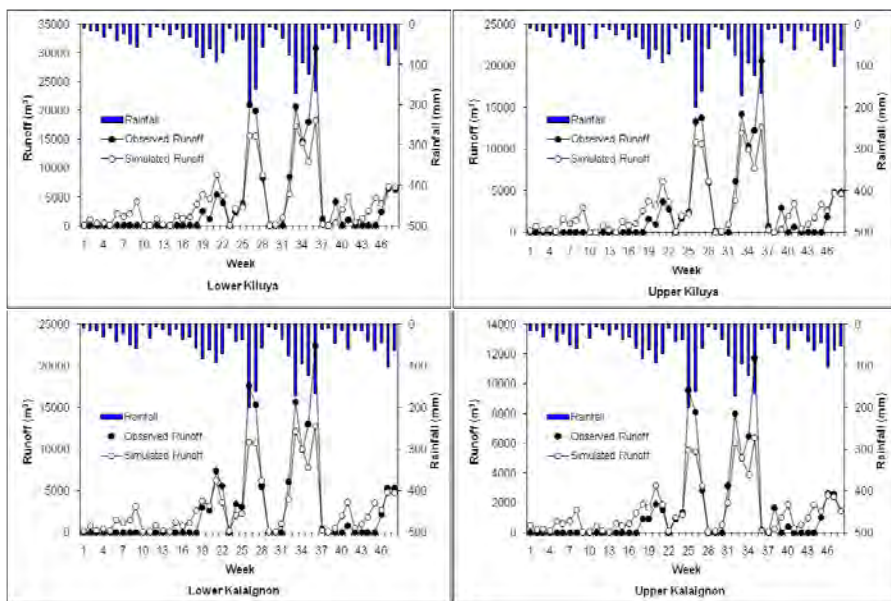 35000 0
30000 100
25000
20000 200
15000 300
10000
5000 400
0 500
Runoff (m³)
Rainfall (mm)
Rainfall
Observed Runoff
Simulated Runoff
1 4 7 10 13 16 19 22 25 28 31 34 37 40 43 46
Week
Lower Kiluya
25000 0
20000 100
15000 200
10000 300
5000 400
0 500
Runoff (m³)
Rainfall (mm)
Rainfall
Observed Runoff
Simulated Runoff
1 4 7 10 13 16 19 22 25 28 31 34 37 40 43 46
Week
Upper Kiluya
25000 0
20000 100
15000 200
10000 300
5000 400
0 500
Runoff (m³)
Rainfall (mm)
Rainfall
Observed Runoff
Simulated Runoff
1 4 7 10 13 16 19 22 25 28 31 34 37 40 43 46
Week
Lower Kalaignon
14000 0
12000 100
10000
8000 200
6000 300
4000
2000 400
0 500
Runoff (m³)
Rainfall (mm)
Rainfall
Observed Runoff
Simulated Runoff
1 4 7 10 13 16 19 22 25 28 31 34 37 40 43 46
Week
Upper Kalaignon